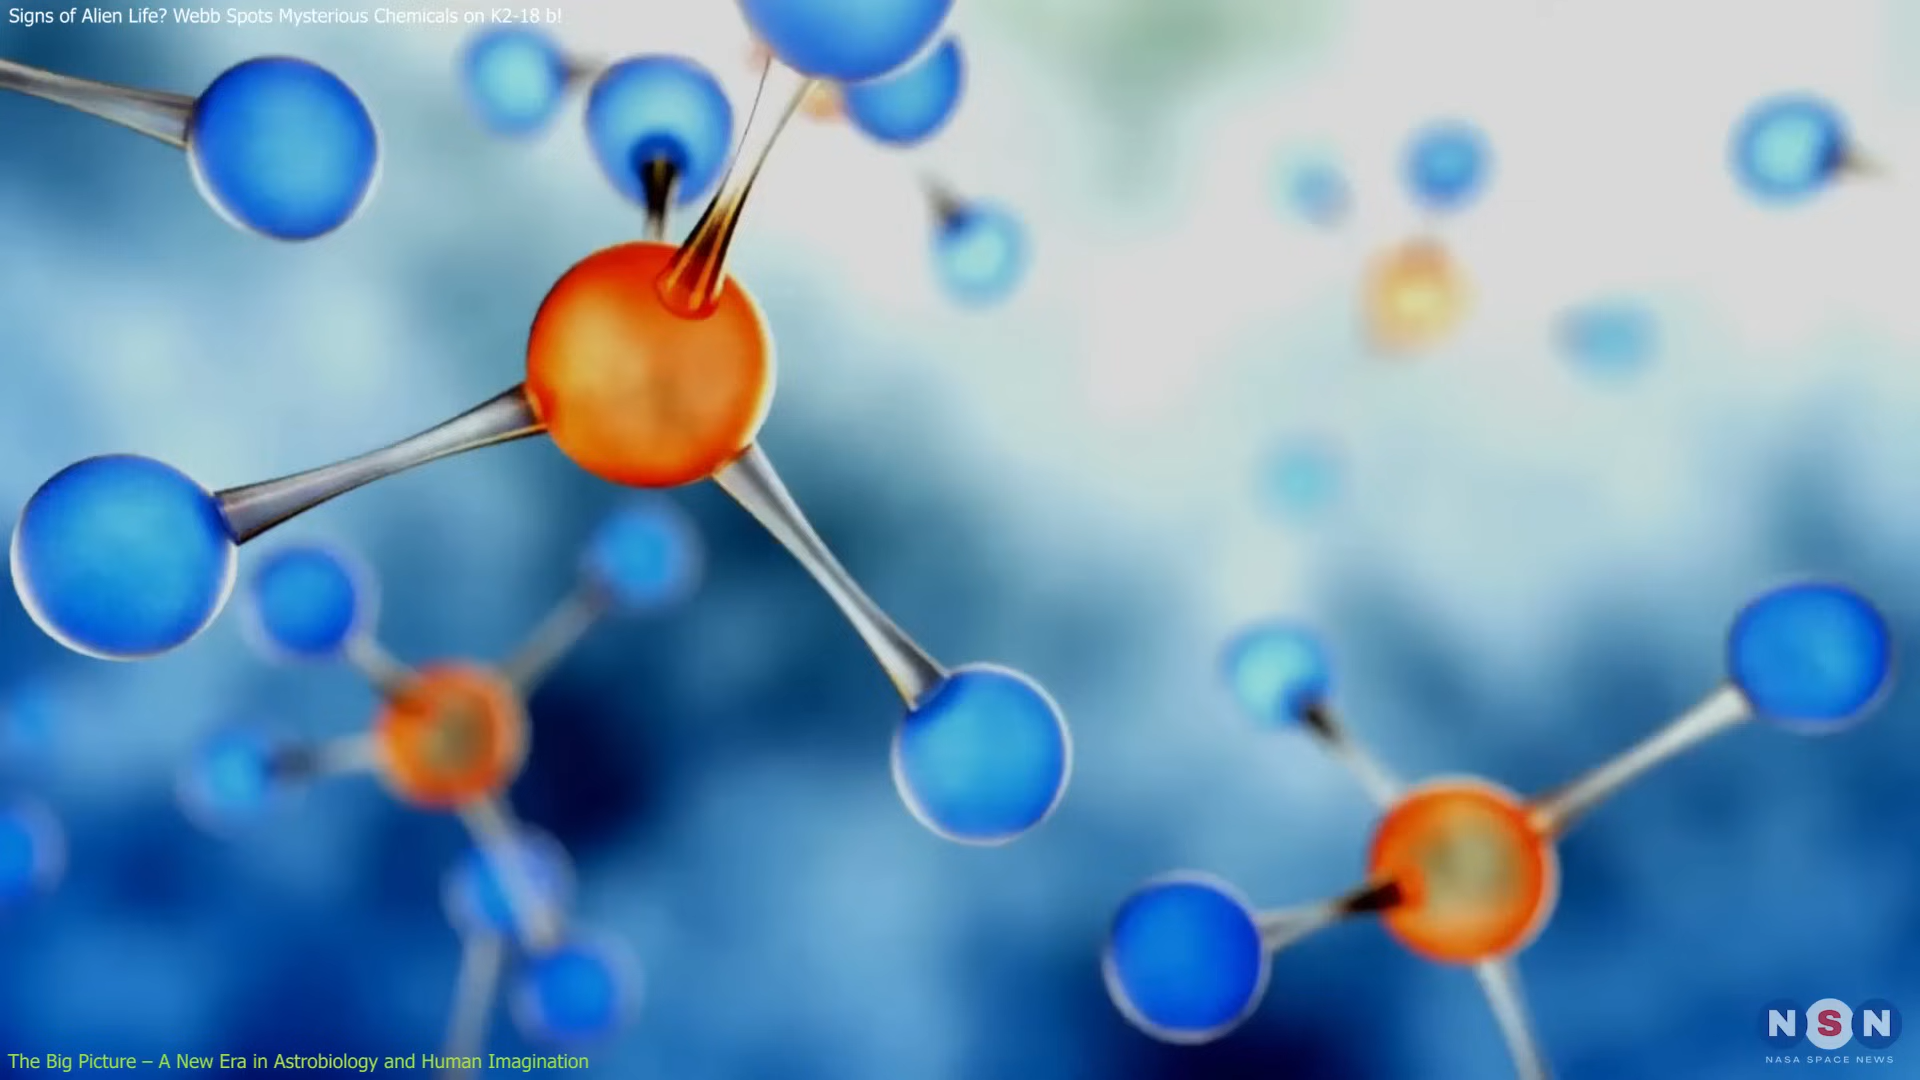 Signs of Alien Life? Webb Spots Mysterious Chemicals on K2-18 b!
The Big Picture – A New Era in Astrobiology and Human Imagination
NSN
NASA SPACE NEWS